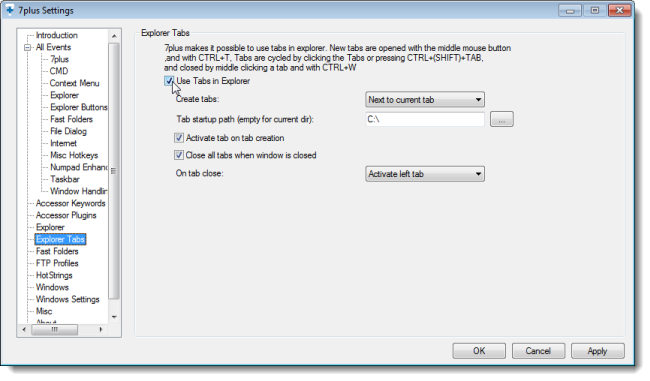 7plus Settings
Introduction
All Events
7plus
CMD
Context Menu
Explorer
Explorer Buttons
Fast Folders
File Dialog
Internet
Misc Hotkeys
Numpad Enhanc
Taskbar
Window Handlin
Accessor Keywords
Accessor Plugins
Explorer
Explorer Tabs
Fast Folders
FTP Profiles
HotStrings
Windows
Windows Settings
Misc
About
Explorer Tabs
7plus makes it possible to use tabs in explorer. New tabs are opened with the middle mouse button
,and with CTRL+T, Tabs are cycled by clicking the Tabs or pressing CTRL+(SHIFT)+TAB,
and closed by middle clicking a tab and with CTRL+W
Use Tabs in Explorer
Create tabs: Next to current tab
Tab startup path (empty for current dir): C:\ ...
Activate tab on tab creation
Close all tabs when window is closed
On tab close: Activate left tab
OK Cancel Apply